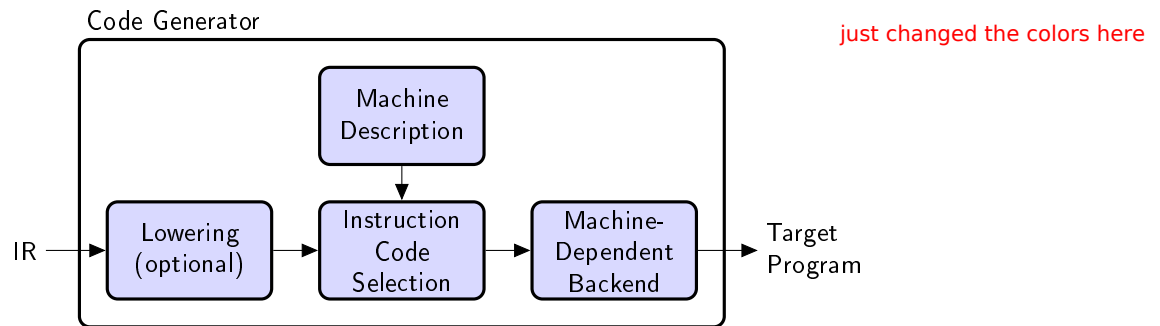 Code Generator
just changed the colors here
Machine
Description
IR
Lowering
(optional)
Instruction
Code
Selection
Machine-
Dependent
Backend
Target
Program